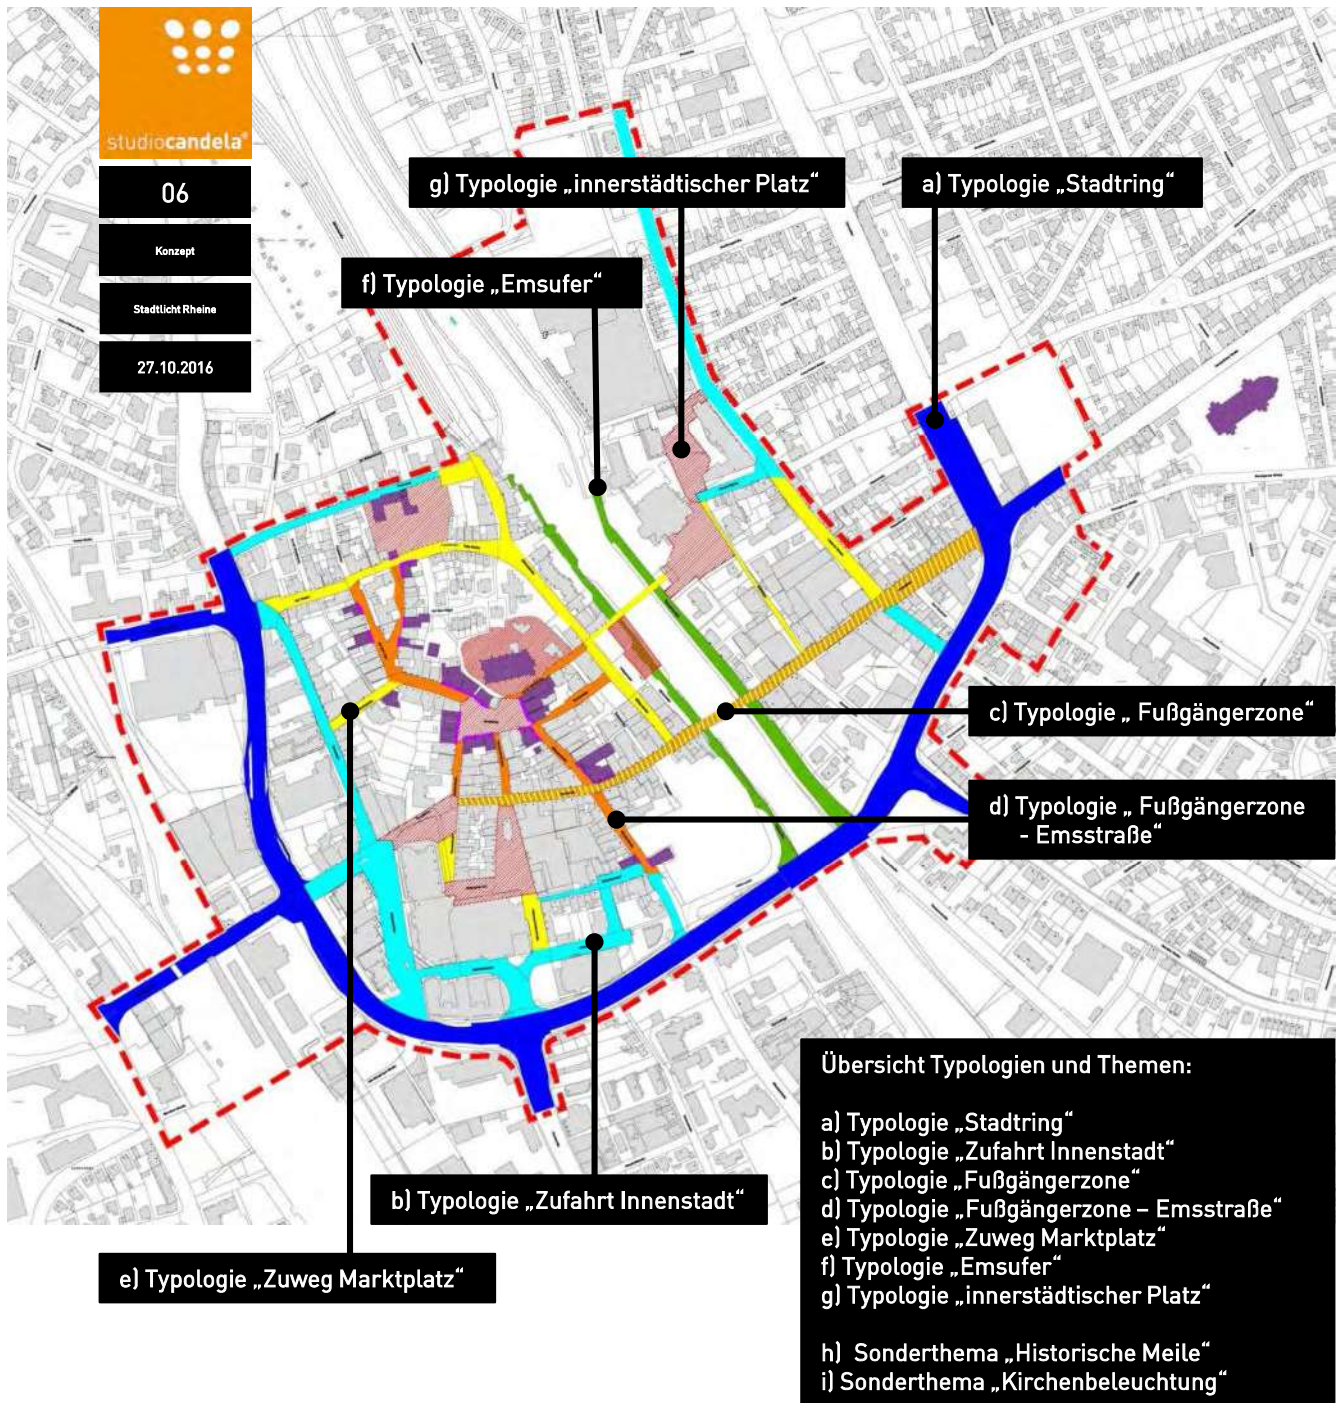 studiocandela®
06
Konzept
Stadtlicht Rheine
27.10.2016
g) Typologie „innerstädtischer Platz“
a) Typologie „Stadtring“
f) Typologie „Emsufer“
c) Typologie „ Fußgängerzone“
d) Typologie „ Fußgängerzone
- Emsstraße“
b) Typologie „Zufahrt Innenstadt“
e) Typologie „Zuweg Marktplatz“
Übersicht Typologien und Themen:
a) Typologie „Stadtring“
b) Typologie „Zufahrt Innenstadt“
c) Typologie „Fußgängerzone“
d) Typologie „Fußgängerzone – Emsstraße“
e) Typologie „Zuweg Marktplatz“
f) Typologie „Emsufer“
g) Typologie „innerstädtischer Platz“
h) Sonderthema „Historische Meile“
i) Sonderthema „Kirchenbeleuchtung“